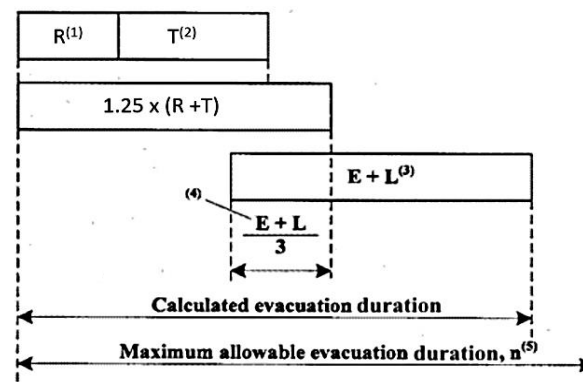 R(1) T(2)
1.25 x (R +T)
E + L(3)
(4)
E + L
3
Calculated evacuation duration
Maximum allowable evacuation duration, n(5)